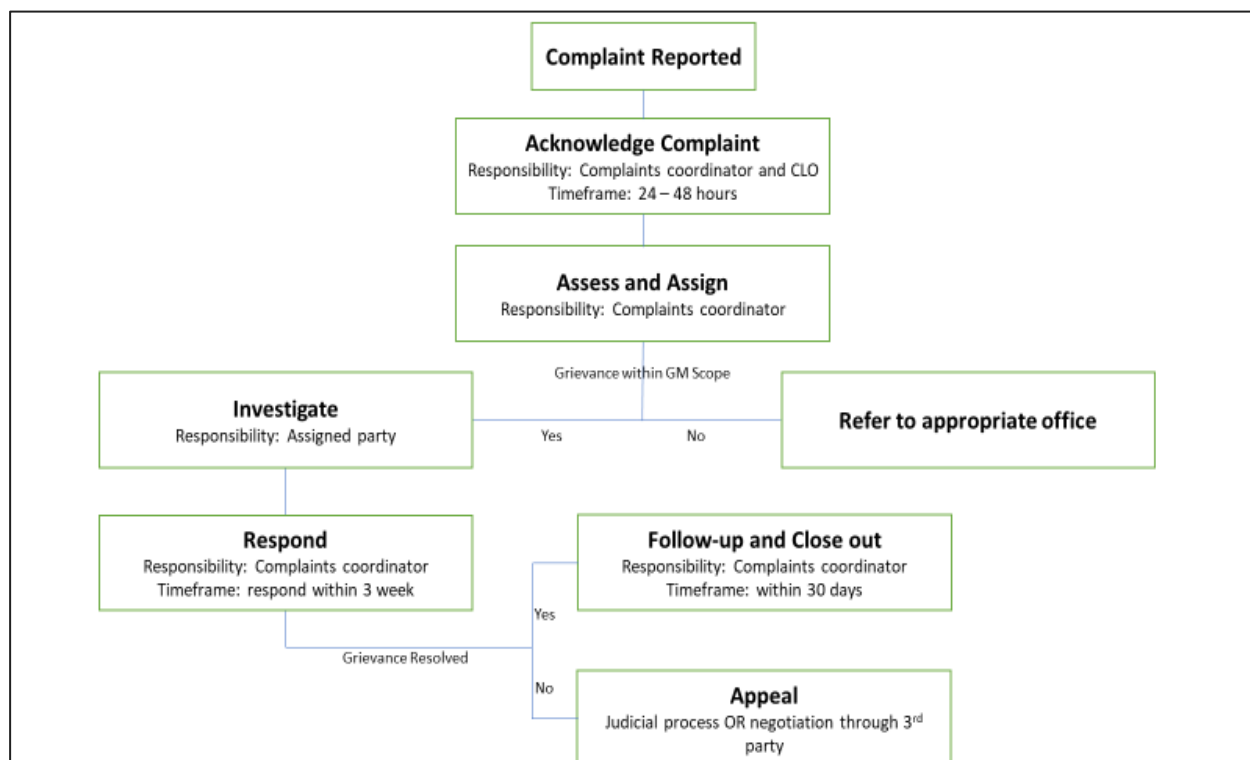 Complaint Reported
Acknowledge Complaint
Responsibility: Complaints coordinator and CLO
Timeframe: 24 – 48 hours
Assess and Assign
Responsibility: Complaints coordinator
Grievance within GM Scope
Investigate
Responsibility: Assigned party
Yes
No
Refer to appropriate office
Respond
Responsibility: Complaints coordinator
Timeframe: respond within 3 week
Grievance Resolved
Yes
Follow-up and Close out
Responsibility: Complaints coordinator
Timeframe: within 30 days
No
Appeal
Judicial process OR negotiation through 3rd
party